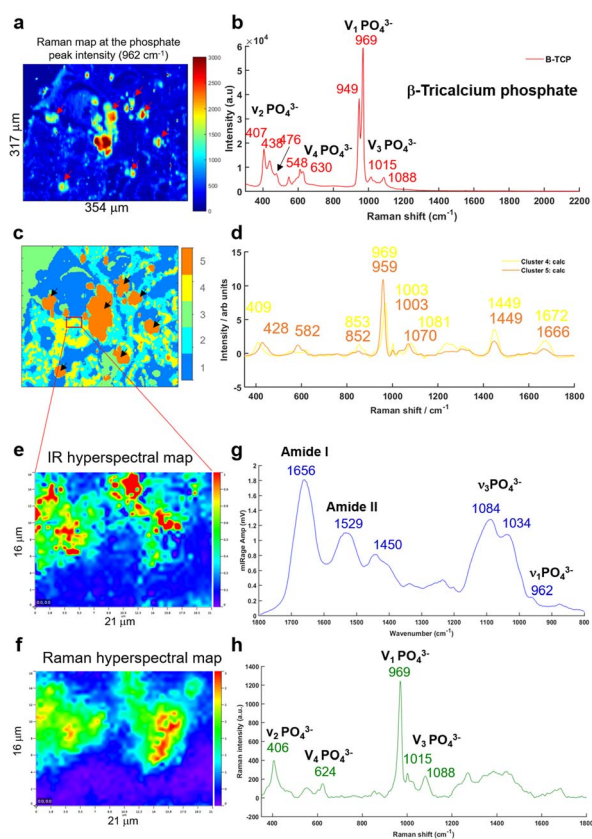 a
Raman map at the phosphate
peak intensity (962 cm⁻¹)
317 μm
354 μm
3000
2500
2000
1500
1000
500
0
b
x10⁴
V₁ PO₄³⁻
969
949
B-TCP
β-Tricalcium phosphate
ν₂ PO₄³⁻
407
438
476
V₄ PO₄³⁻
548
630
V₃ PO₄³⁻
1015
1088
Intensity (a.u)
6
5
4
3
2
1
0
400 600 800 1000 1200 1400 1600 1800 2000 2200
Raman shift (cm⁻¹)
c
5
4
3
2
1
d
969
959
Cluster 4: calc
Cluster 5: calc
409
428
582
853
852
1003
1003
1081
1070
1449
1449
1672
1666
Intensity / arb units
15
10
5
0
-5
400 600 800 1000 1200 1400 1600 1800
Raman shift / cm⁻¹
e
IR hyperspectral map
16 μm
21 μm
f
Raman hyperspectral map
16 μm
21 μm
g
Amide I
1656
Amide II
1529
1450
ν₃PO₄³⁻
1084
1034
ν₁PO₄³⁻
962
mIRage Amp (mV)
2
1.8
1.6
1.4
1.2
1
0.8
0.6
0.4
0.2
0
1800 1700 1600 1500 1400 1300 1200 1100 1000 900 800
Wavenumber (cm⁻¹)
h
V₁ PO₄³⁻
969
ν₂ PO₄³⁻
406
V₄ PO₄³⁻
624
V₃ PO₄³⁻
1015
1088
Raman intensity (a.u.)
1400
1200
1000
800
600
400
200
0
350 600 800 1000 1200 1400 1600 1800
Raman shift (cm⁻¹)